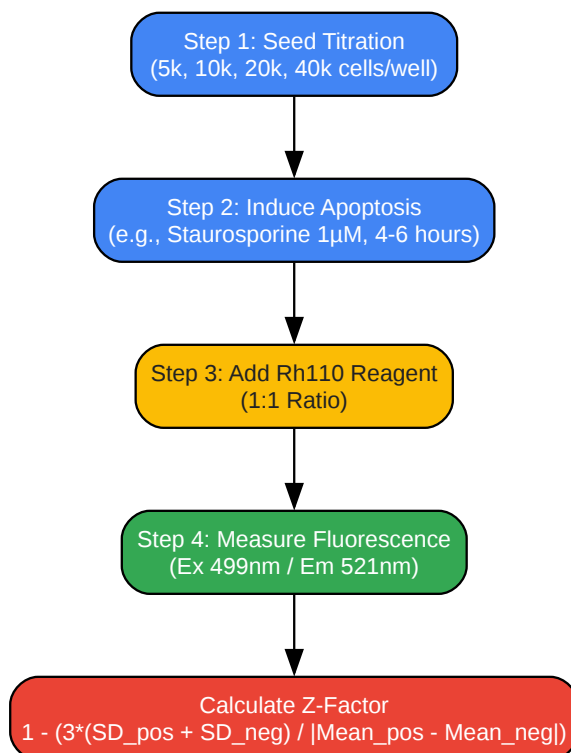 Step 1: Seed Titration
(5k, 10k, 20k, 40k cells/well)
Step 2: Induce Apoptosis
(e.g., Staurosporine 1µM, 4-6 hours)
Step 3: Add Rh110 Reagent
(1:1 Ratio)
Step 4: Measure Fluorescence
(Ex 499nm / Em 521nm)
Calculate Z-Factor
1 - (3*(SD_pos + SD_neg) / |Mean_pos - Mean_neg|)